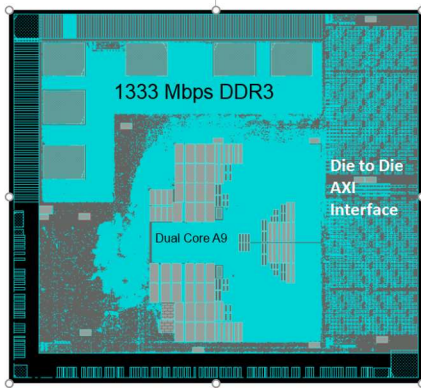 1333 Mbps DDR3
Die to Die
AXI
Interface
Dual Core A9